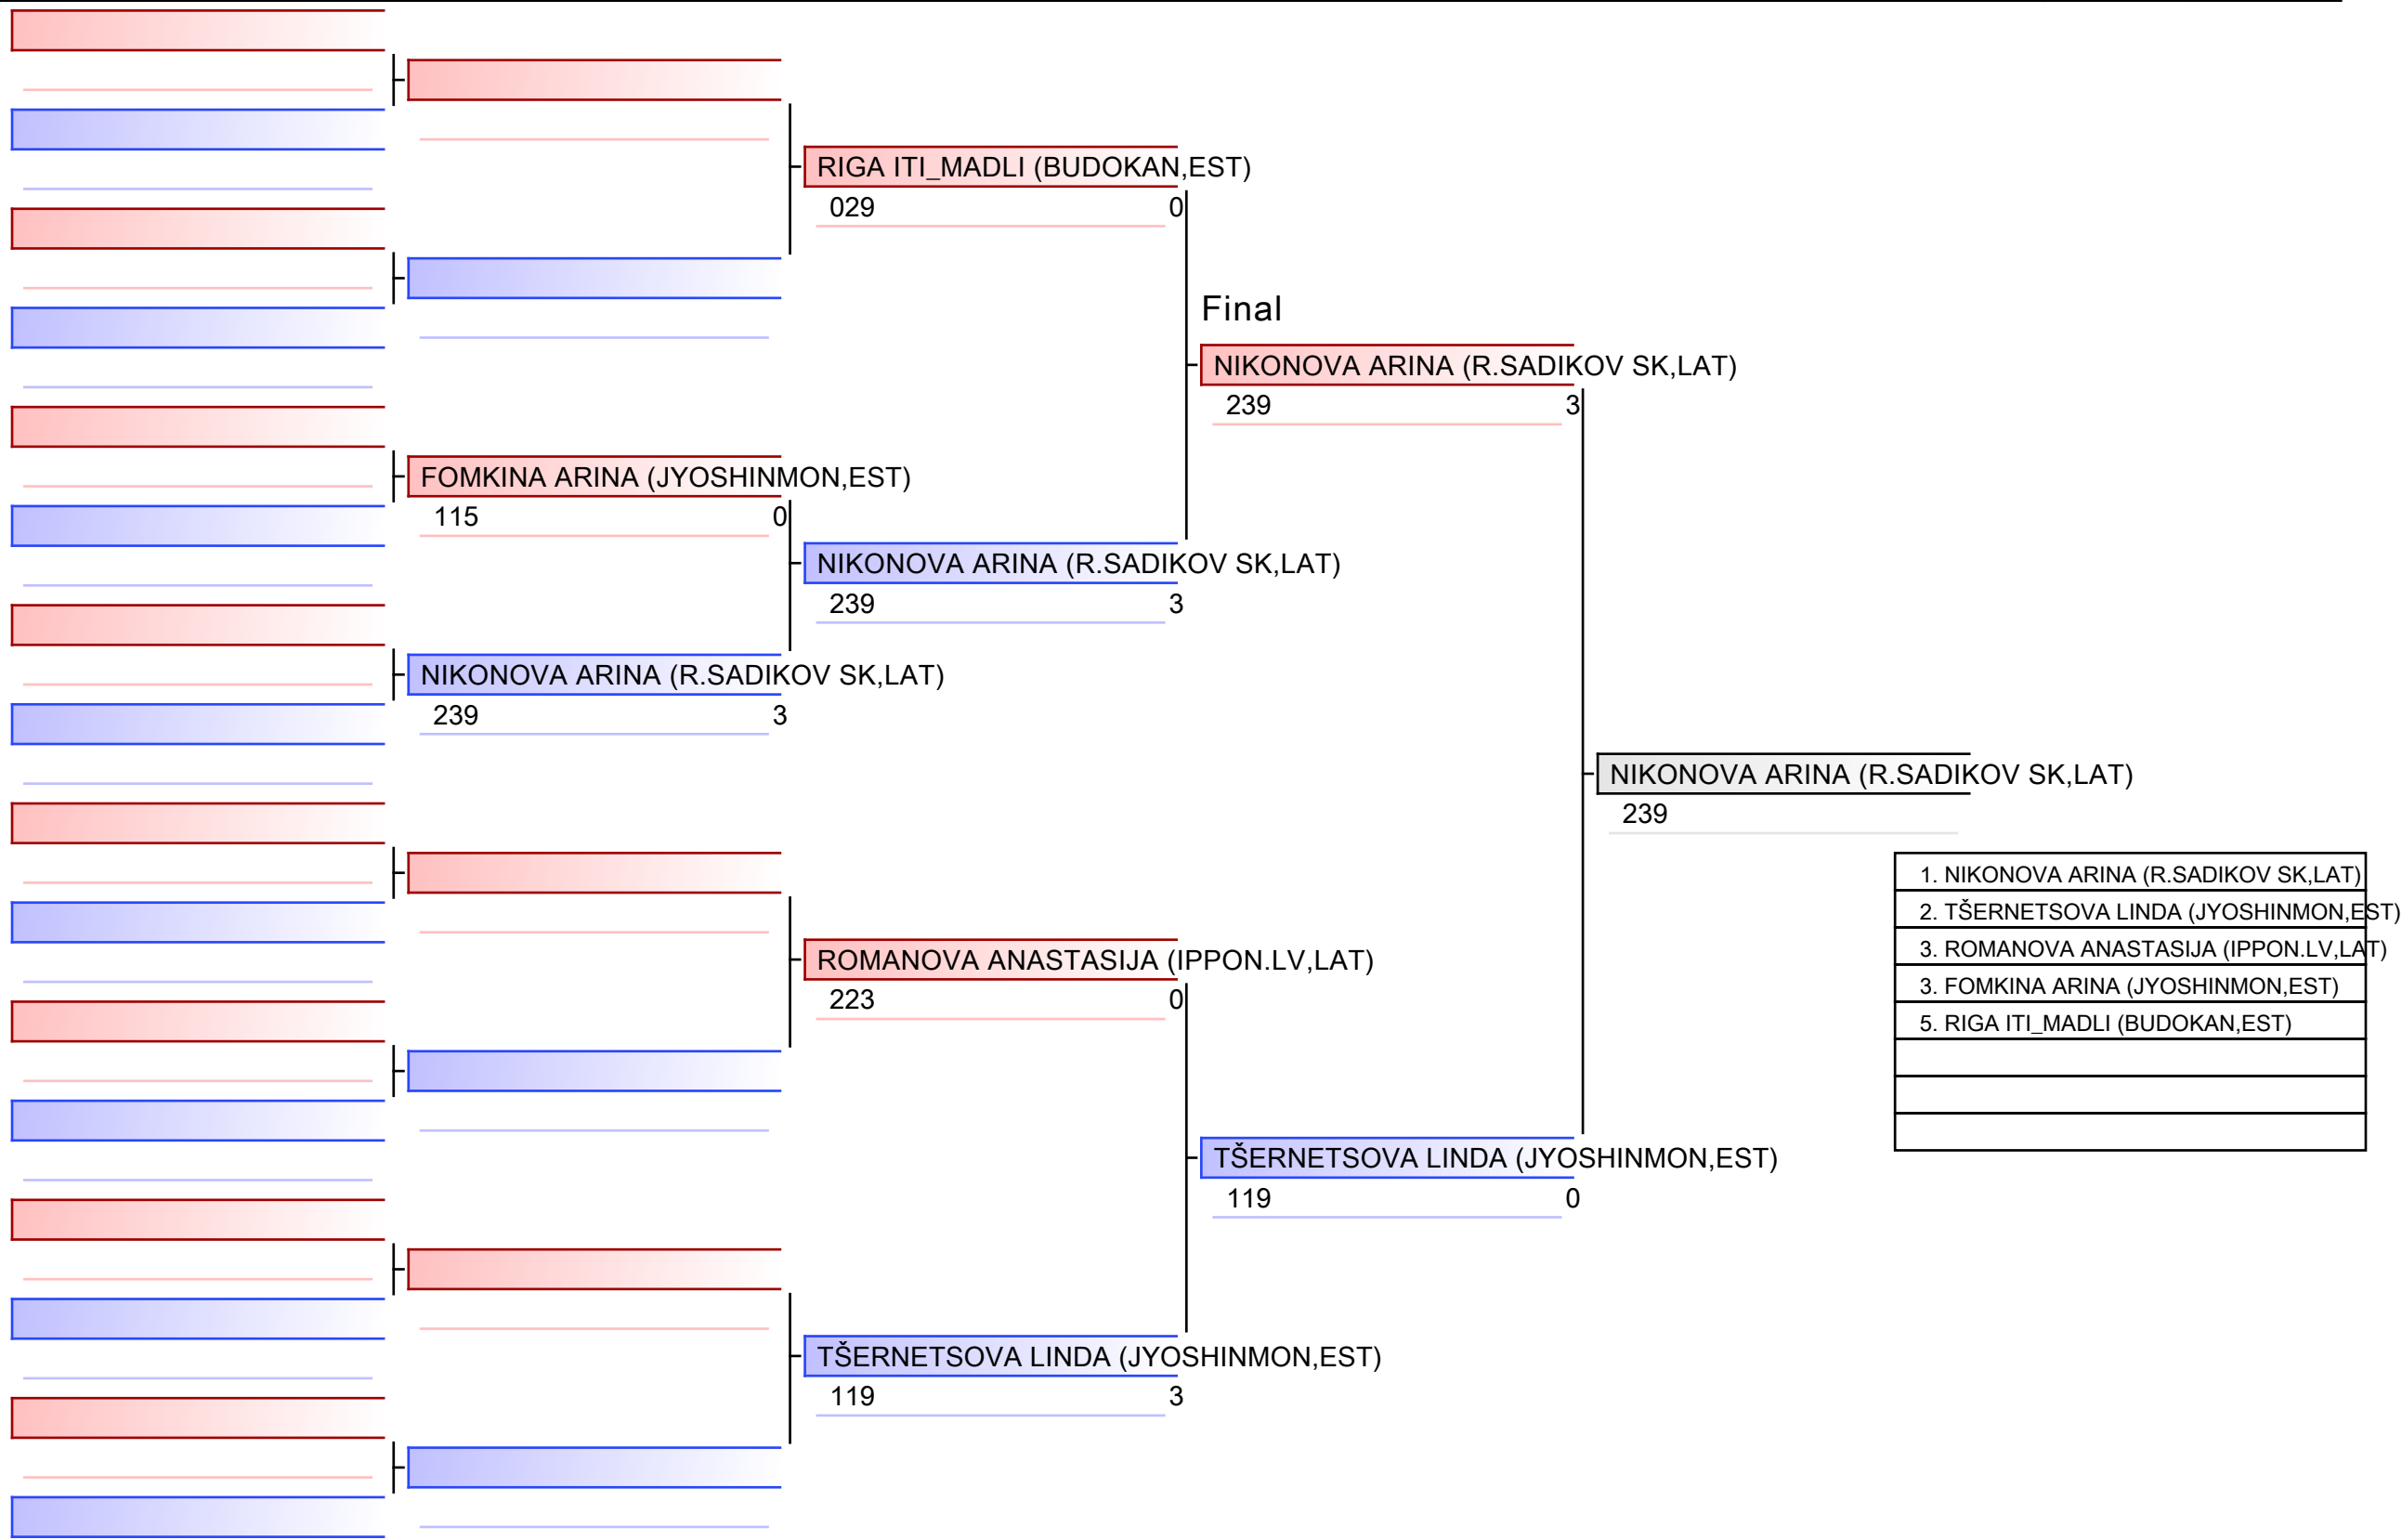 RIGA ITI_MADLI (BUDOKAN,EST)
029 0
Final
NIKONOVA ARINA (R.SADIKOV SK,LAT)
239 3
FOMKINA ARINA (JYOSHINMON,EST)
115 0
NIKONOVA ARINA (R.SADIKOV SK,LAT)
239 3
NIKONOVA ARINA (R.SADIKOV SK,LAT)
239 3
NIKONOVA ARINA (R.SADIKOV SK,LAT)
239
1. NIKONOVA ARINA (R.SADIKOV SK,LAT)
2. TŠERNETSOVA LINDA (JYOSHINMON,EST)
3. ROMANOVA ANASTASIJA (IPPON.LV,LAT)
3. FOMKINA ARINA (JYOSHINMON,EST)
5. RIGA ITI_MADLI (BUDOKAN,EST)
ROMANOVA ANASTASIJA (IPPON.LV,LAT)
223 0
TŠERNETSOVA LINDA (JYOSHINMON,EST)
119 0
TŠERNETSOVA LINDA (JYOSHINMON,EST)
119 3